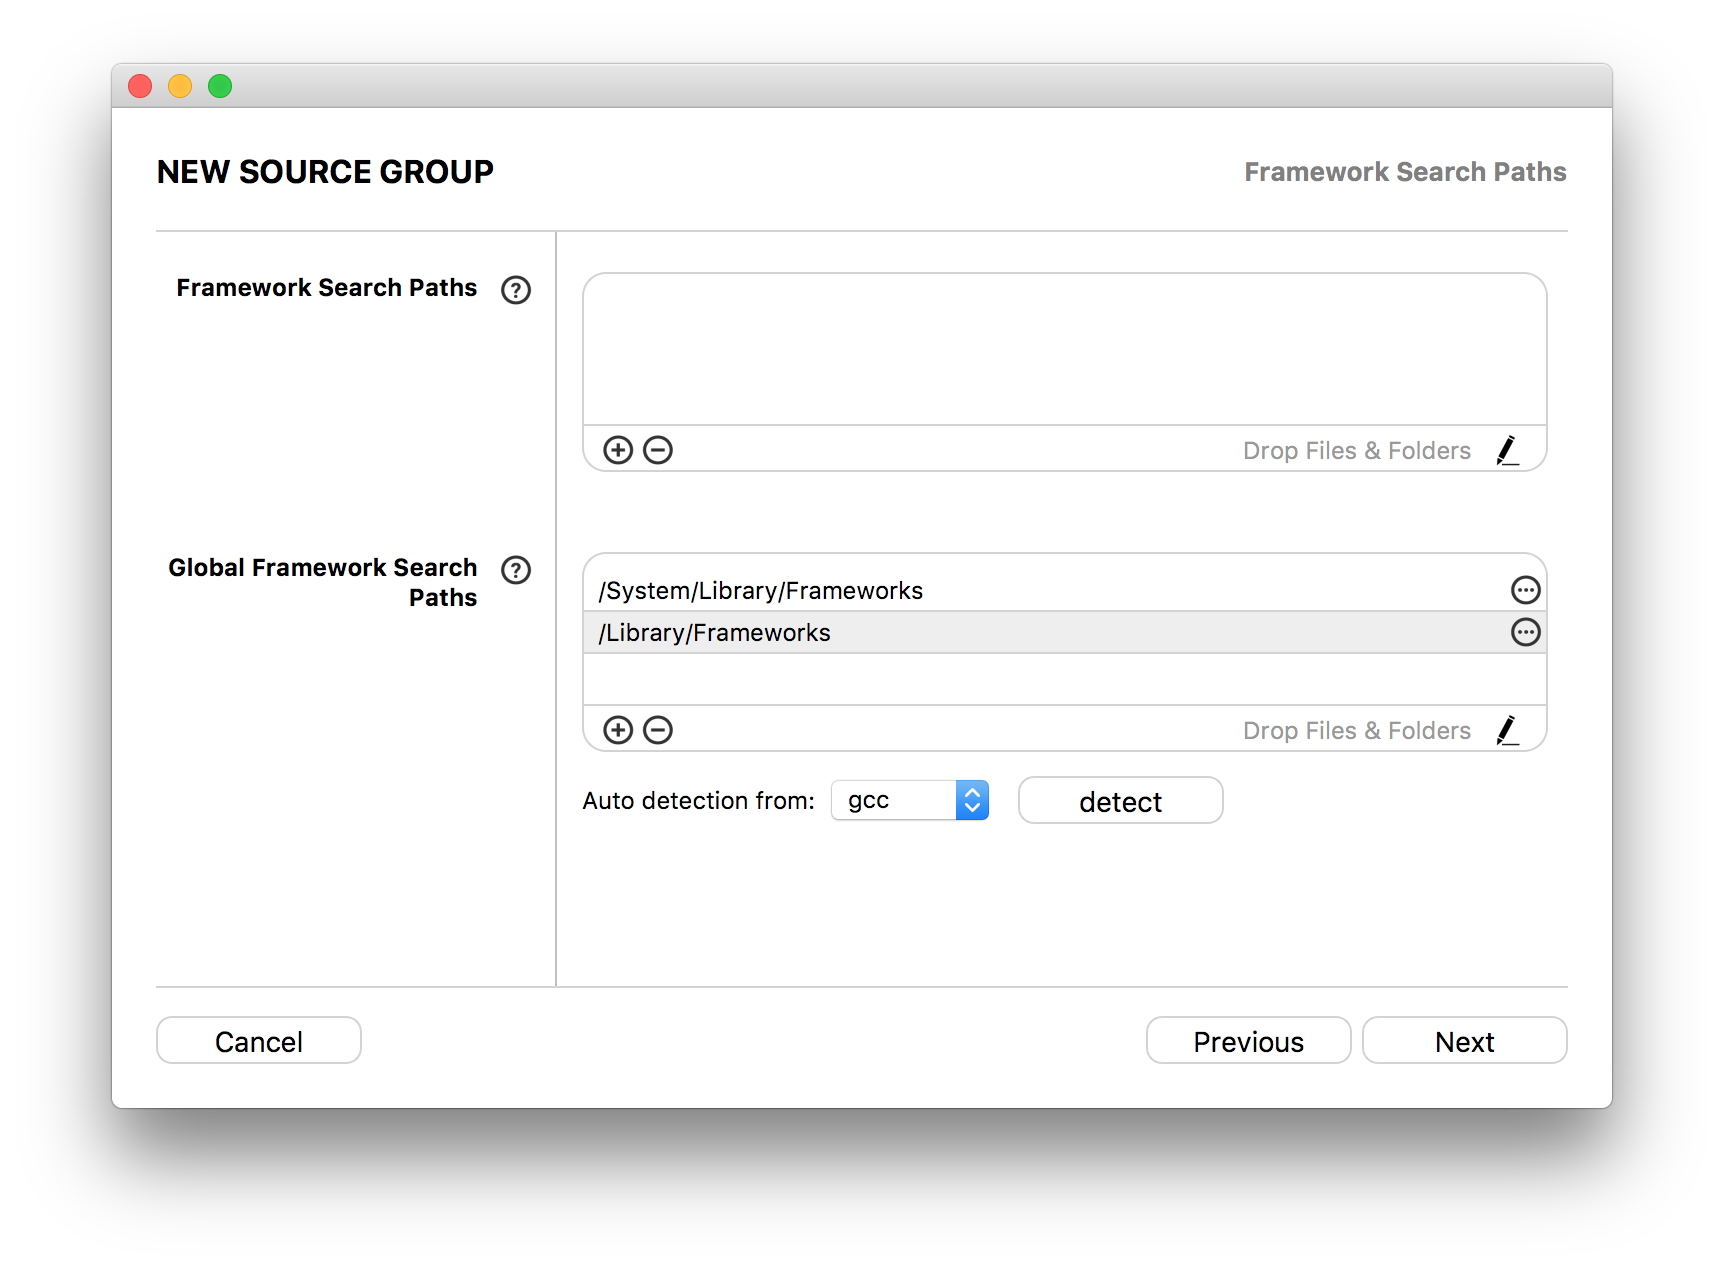 NEW SOURCE GROUP
Framework Search Paths
Framework Search Paths
?
Drop Files & Folders
Global Framework Search
Paths
?
/System/Library/Frameworks
/Library/Frameworks
Drop Files & Folders
Auto detection from:
gcc
detect
Cancel
Previous
Next